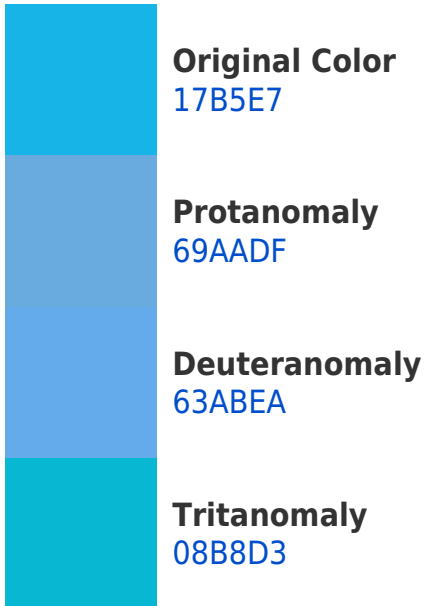 Original Color
17B5E7
Protanomaly
69AADF
Deuteranomaly
63ABEA
Tritanomaly
08B8D3